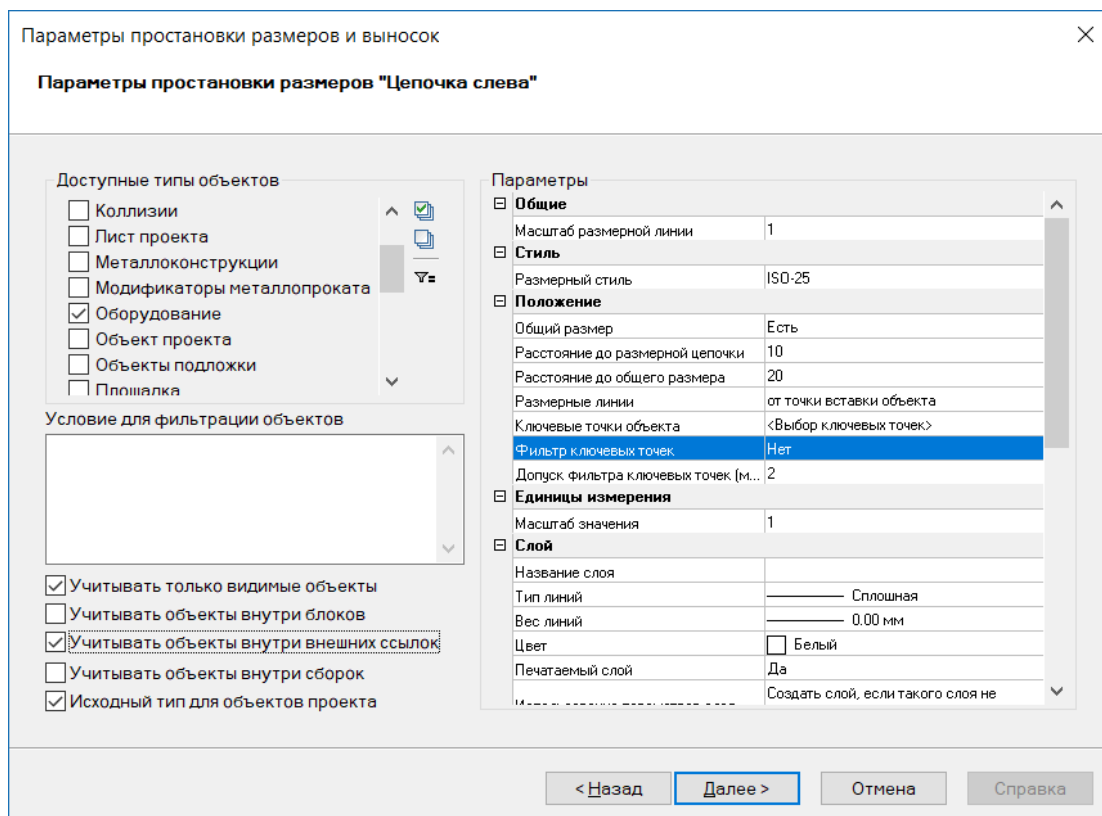 Параметры простановки размеров и выносок
Параметры простановки размеров "Цепочка слева"
Доступные типы объектов
Коллизии
Лист проекта
Металлоконструкции
Модификаторы металлопроката
Оборудование
Объект проекта
Объекты подложки
Площадка
Условие для фильтрации объектов
Учитывать только видимые объекты
Учитывать объекты внутри блоков
Учитывать объекты внутри внешних ссылок
Учитывать объекты внутри сборок
Исходный тип для объектов проекта
Параметры
Общие
Масштаб размерной линии 1
Стиль
Размерный стиль ISO-25
Положение
Общий размер Есть
Расстояние до размерной цепочки 10
Расстояние до общего размера 20
Размерные линии от точки вставки объекта
Ключевые точки объекта <Выбор ключевых точек>
Фильтр ключевых точек Нет
Допуск фильтра ключевых точек (м... 2
Единицы измерения
Масштаб значения 1
Слой
Название слоя
Тип линий Сплошная
Вес линий 0.00 мм
Цвет Белый
Печатаемый слой Да
Создать слой, если такого слоя не
< Назад Далее > Отмена Справка